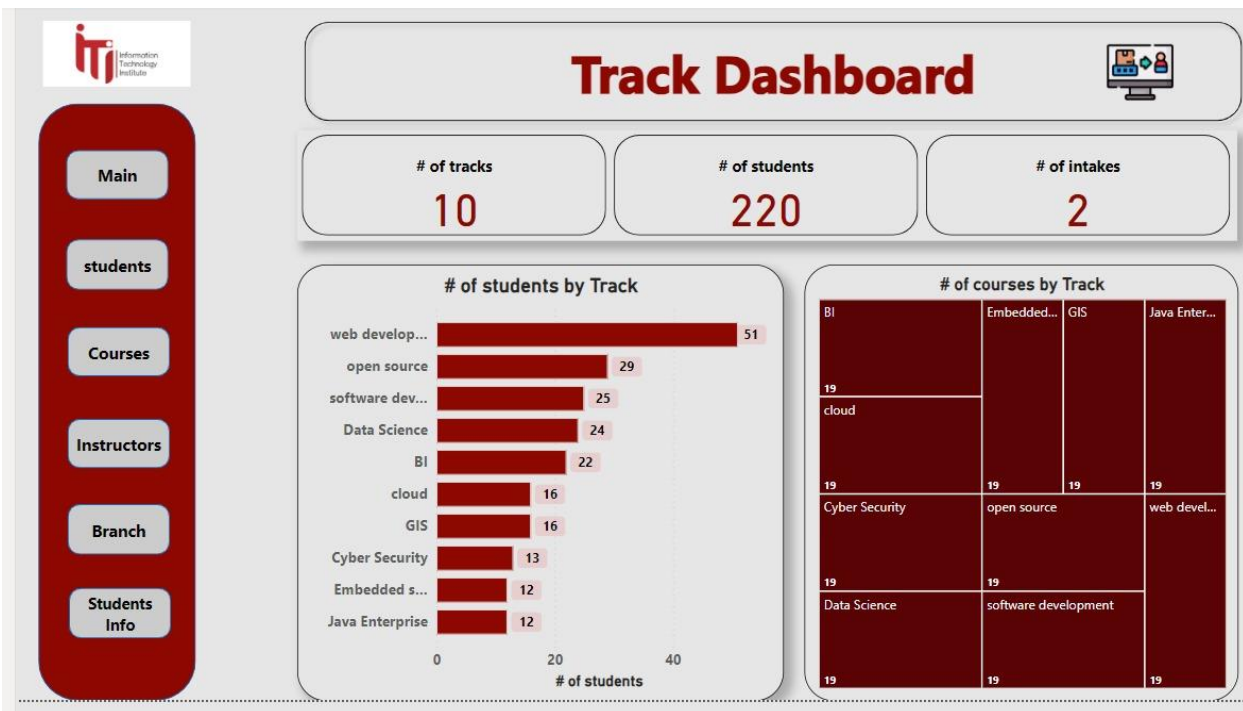 iTi
Information
Technology
Institute
Track Dashboard
Main
students
Courses
Instructors
Branch
Students
Info
# of tracks
10
# of students
220
# of intakes
2
# of students by Track
web develop... 51
open source 29
software dev... 25
Data Science 24
BI 22
cloud 16
GIS 16
Cyber Security 13
Embedded s... 12
Java Enterprise 12
0 20 40
# of students
# of courses by Track
BI
19
cloud
19
Cyber Security
19
Data Science
19
Embedded...
19
GIS
19
Java Enter...
19
open source
19
software development
19
web devel...
19